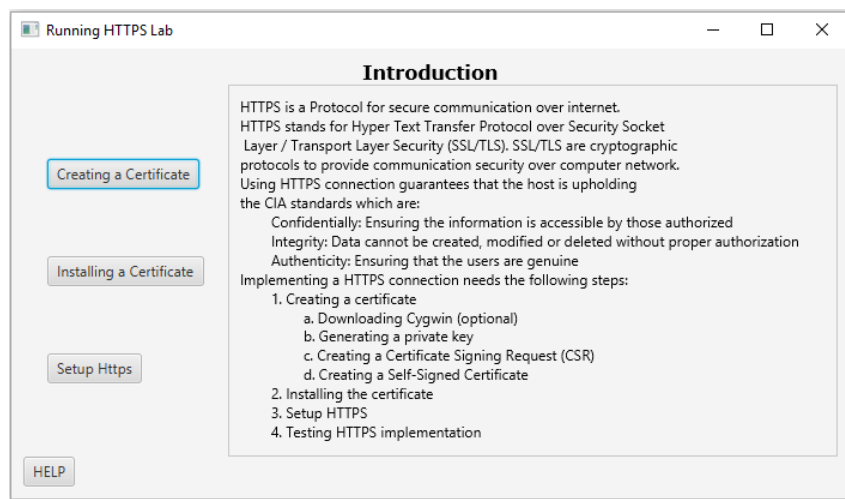 Running HTTPS Lab
Introduction
HTTPS is a Protocol for secure communication over internet.
HTTPS stands for Hyper Text Transfer Protocol over Security Socket
Layer / Transport Layer Security (SSL/TLS). SSL/TLS are cryptographic
protocols to provide communication security over computer network.
Using HTTPS connection guarantees that the host is upholding
the CIA standards which are:
Confidentially: Ensuring the information is accessible by those authorized
Integrity: Data cannot be created, modified or deleted without proper authorization
Authenticity: Ensuring that the users are genuine
Implementing a HTTPS connection needs the following steps:
1. Creating a certificate
a. Downloading Cygwin (optional)
b. Generating a private key
c. Creating a Certificate Signing Request (CSR)
d. Creating a Self-Signed Certificate
2. Installing the certificate
3. Setup HTTPS
4. Testing HTTPS implementation
Creating a Certificate
Installing a Certificate
Setup Https
HELP